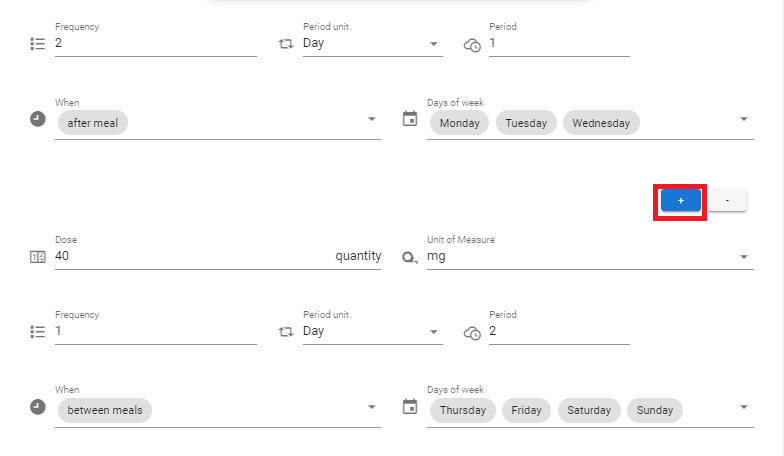 Frequency Period unit Period
2 Day 1
When Days of week
after meal Monday Tuesday Wednesday
+ -
Dose Unit of Measure
40 quantity mg
Frequency Period unit Period
1 Day 2
When Days of week
between meals Thursday Friday Saturday Sunday